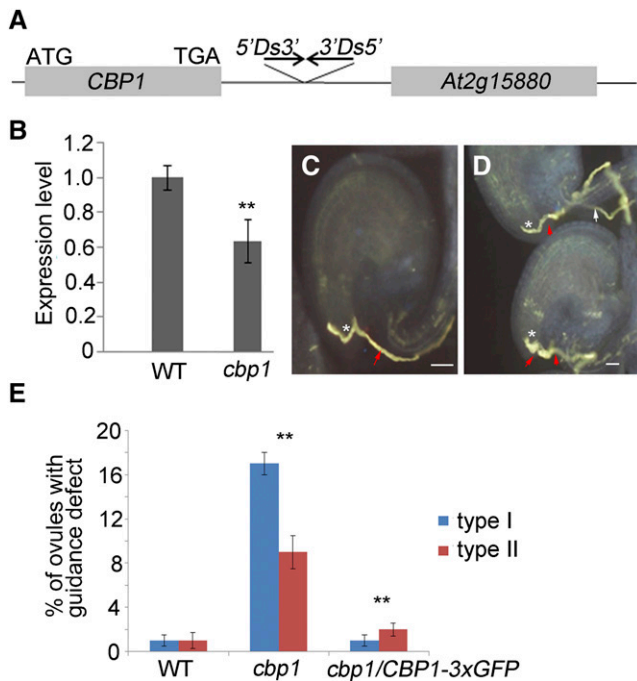 A
ATG
TGA
5'Ds3'
3'Ds5'
CBP1
At2g15880
B
Expression level
1.2
1.0
0.8
0.6
0.4
0.2
0
**
WT
cbp1
C
*
D
*
*
E
% of ovules with
guidance defect
20
16
12
8
4
0
**
**
type I
type II
WT
cbp1
cbp1/CBP1-3xGFP